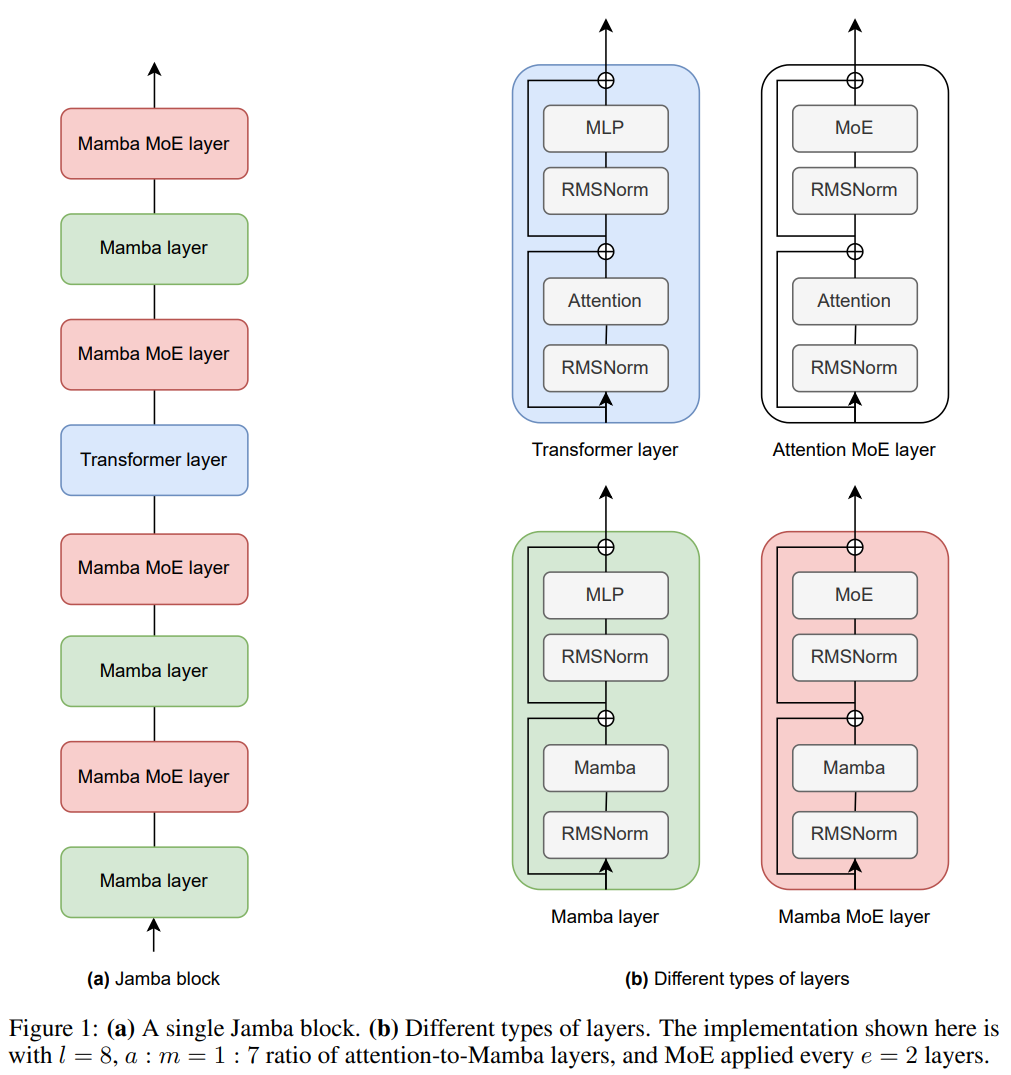 Mamba MoE layer
Mamba layer
Mamba MoE layer
Transformer layer
Mamba MoE layer
Mamba layer
Mamba MoE layer
Mamba layer
(a) Jamba block
MLP
RMSNorm
Attention
RMSNorm
Transformer layer
MoE
RMSNorm
Attention
RMSNorm
Attention MoE layer
MLP
RMSNorm
Mamba
RMSNorm
Mamba layer
MoE
RMSNorm
Mamba
RMSNorm
Mamba MoE layer
(b) Different types of layers
Figure 1: (a) A single Jamba block. (b) Different types of layers. The implementation shown here is
with l = 8, a : m = 1 : 7 ratio of attention-to-Mamba layers, and MoE applied every e = 2 layers.